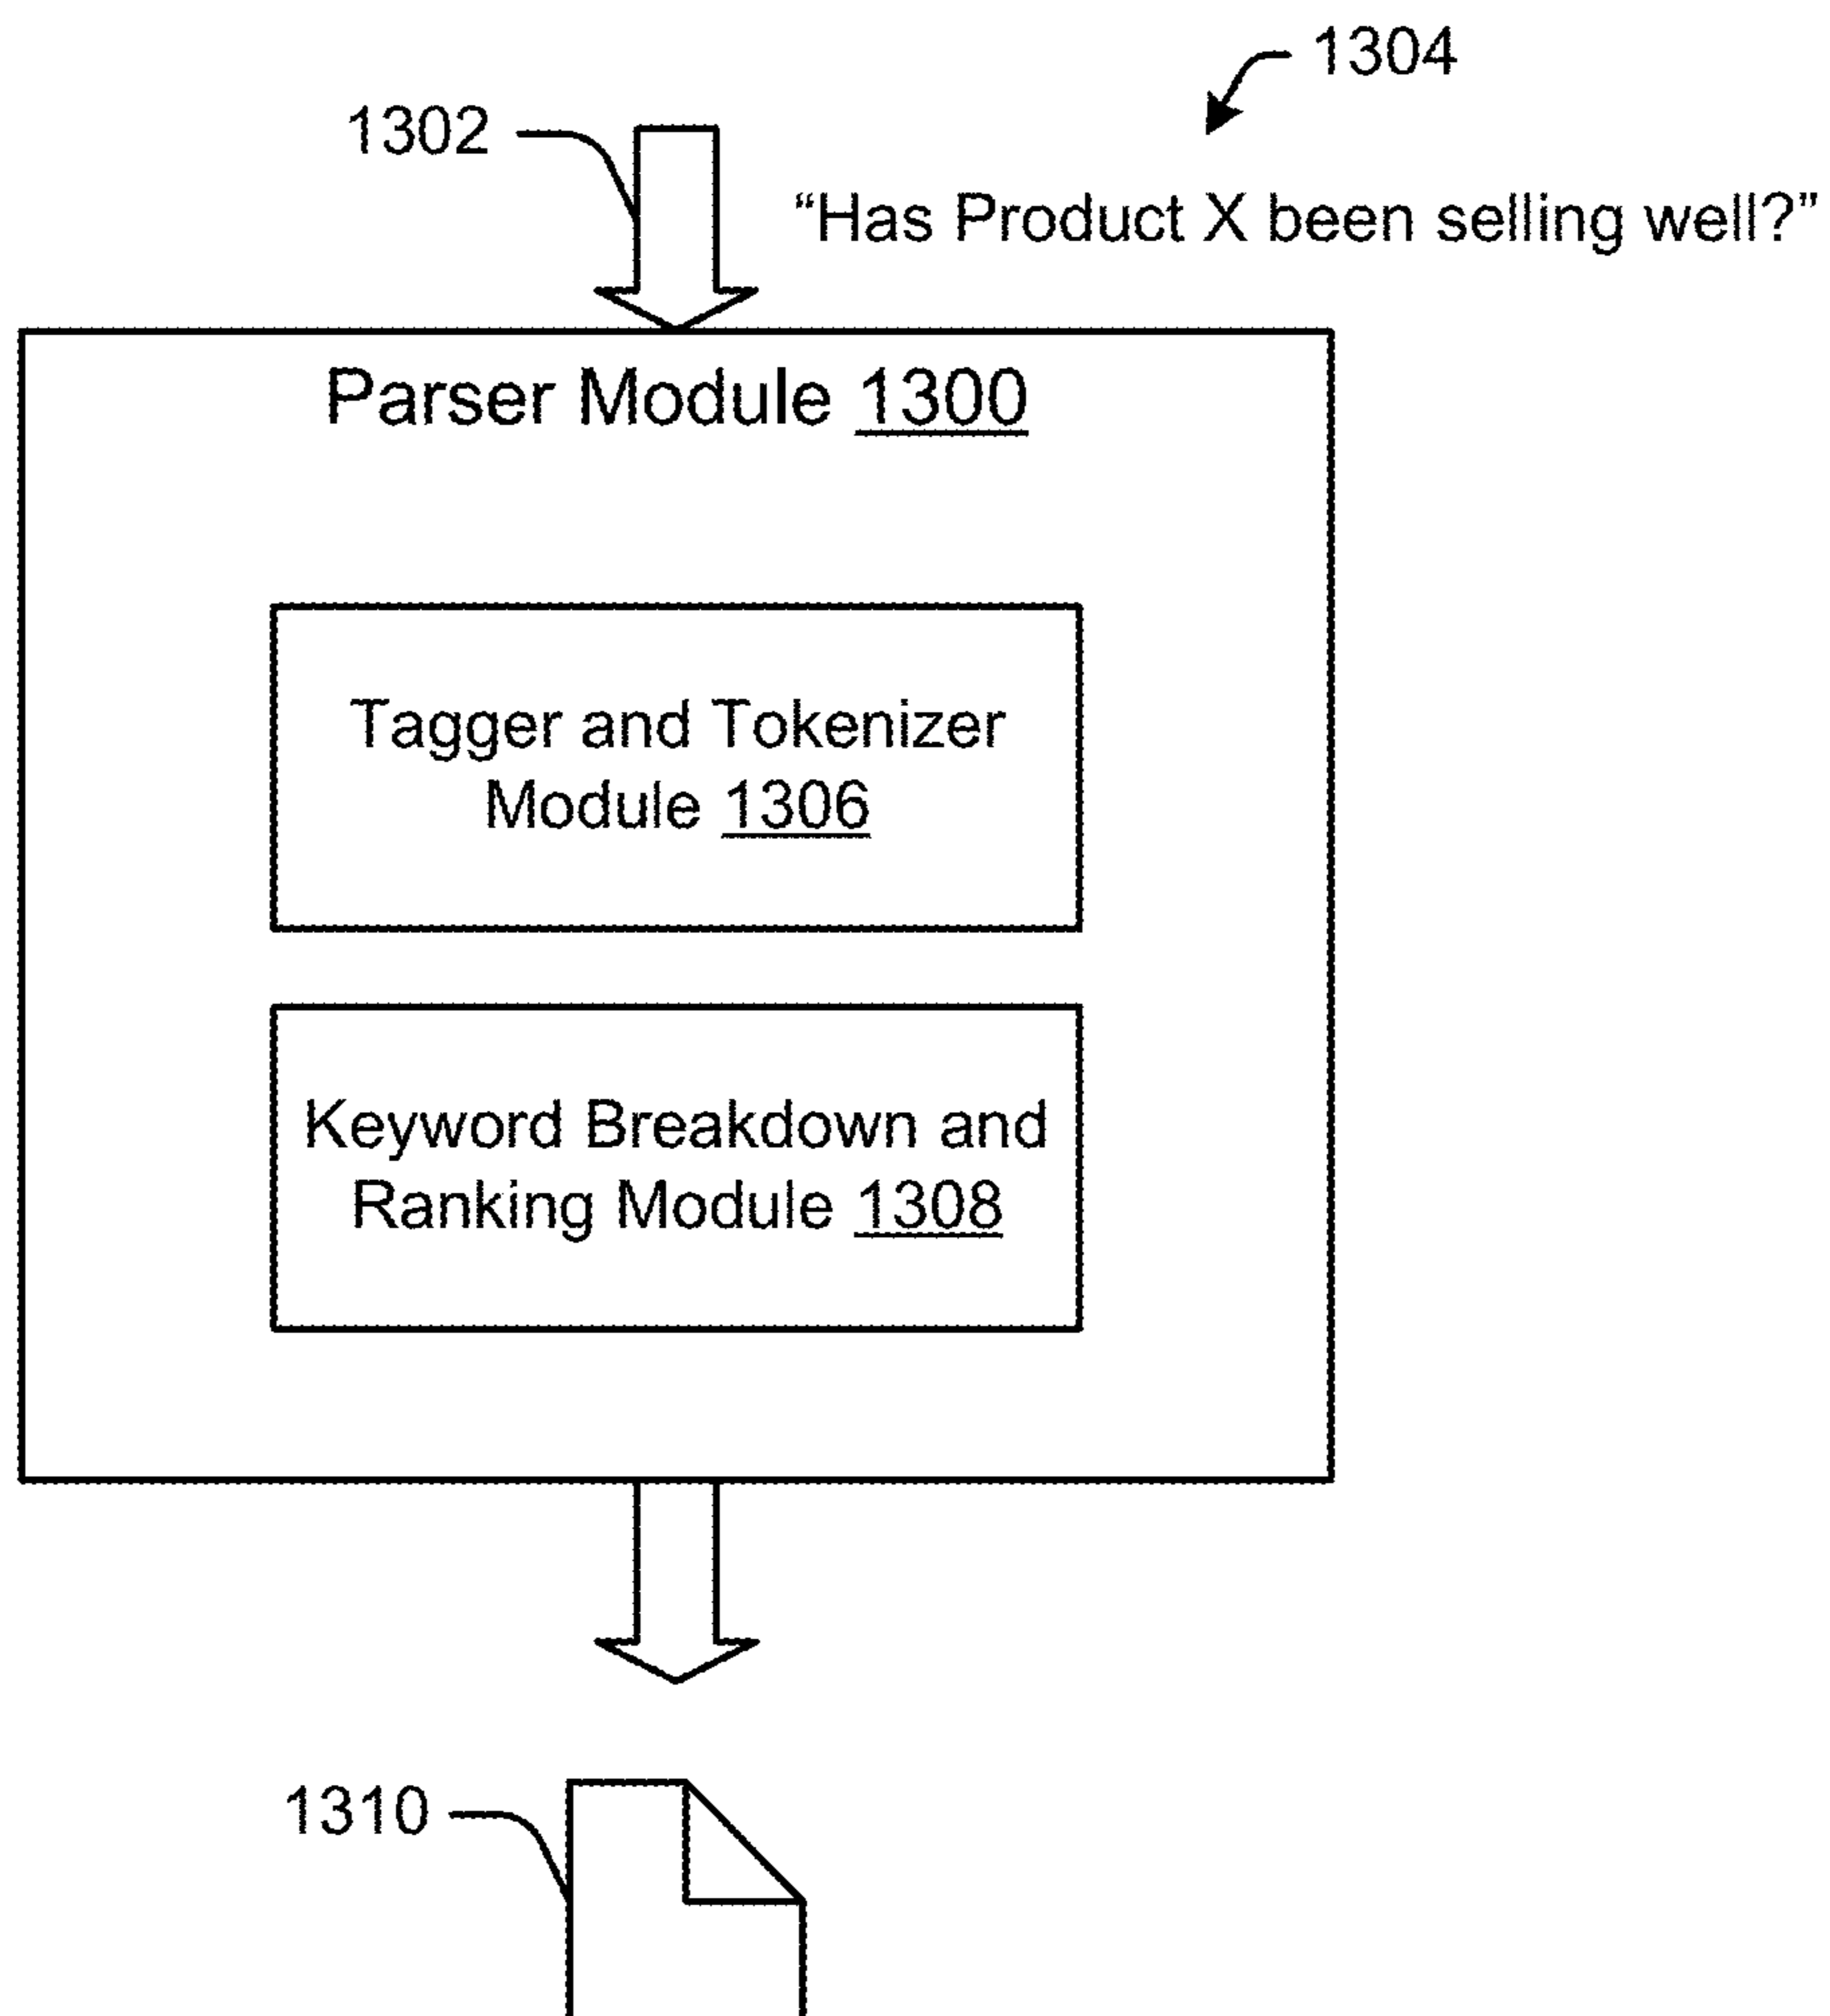 1304
1302
“Has Product X been selling well?”
Parser Module 1300
Tagger and Tokenizer
Module 1306
Keyword Breakdown and
Ranking Module 1308
1310